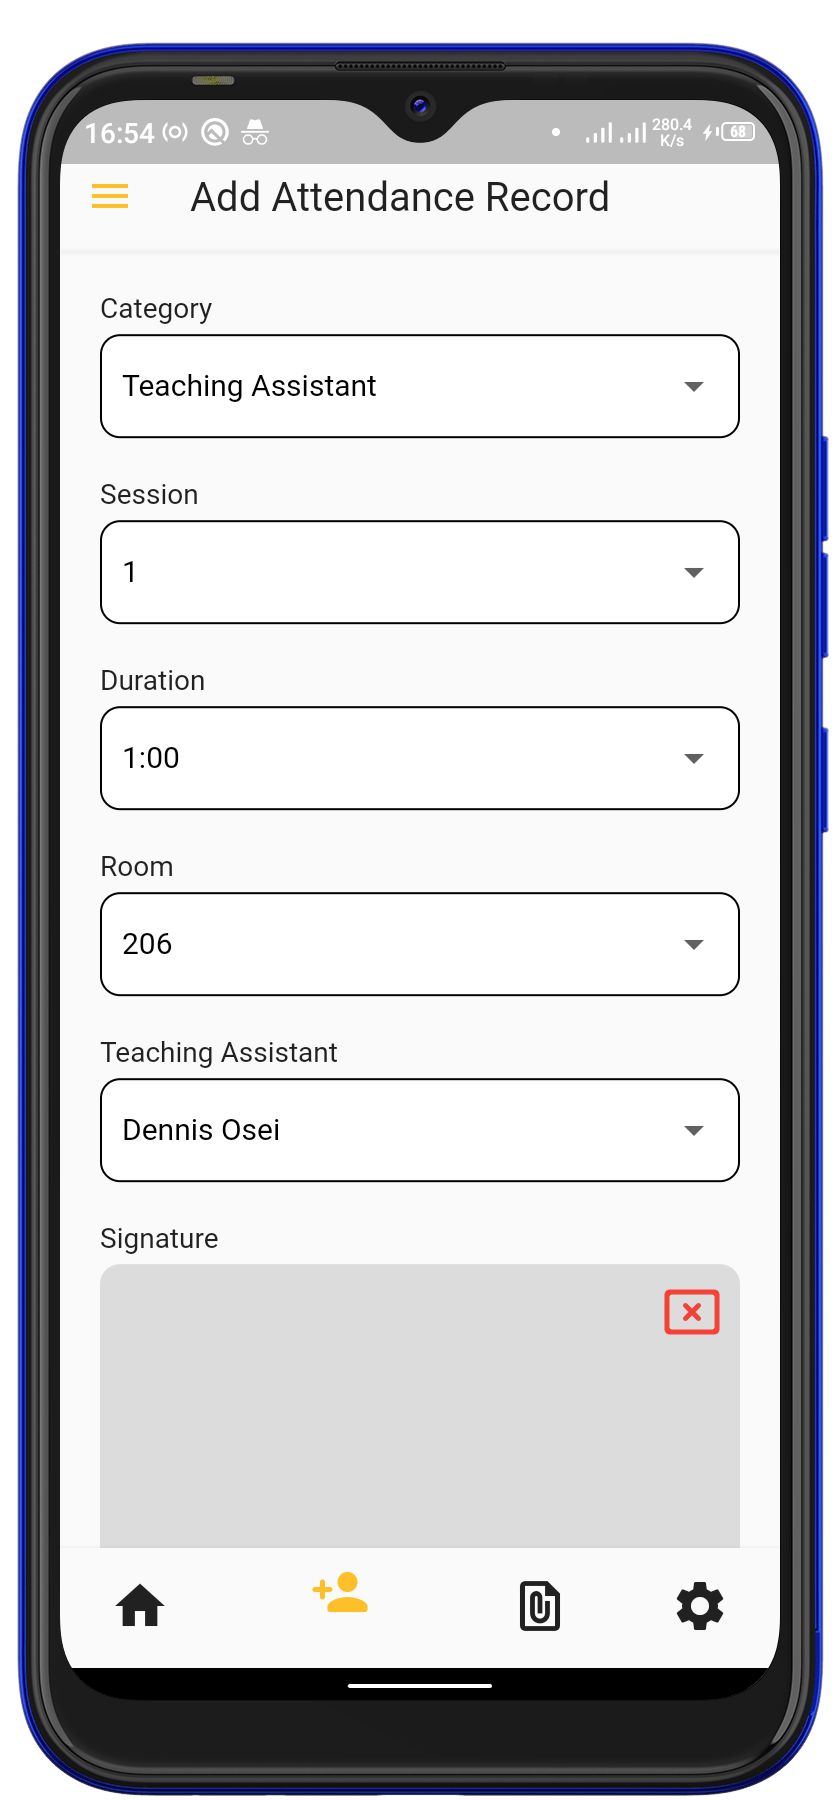 16:54
280.4
K/s
68
Add Attendance Record
Category
Teaching Assistant
Session
1
Duration
1:00
Room
206
Teaching Assistant
Dennis Osei
Signature